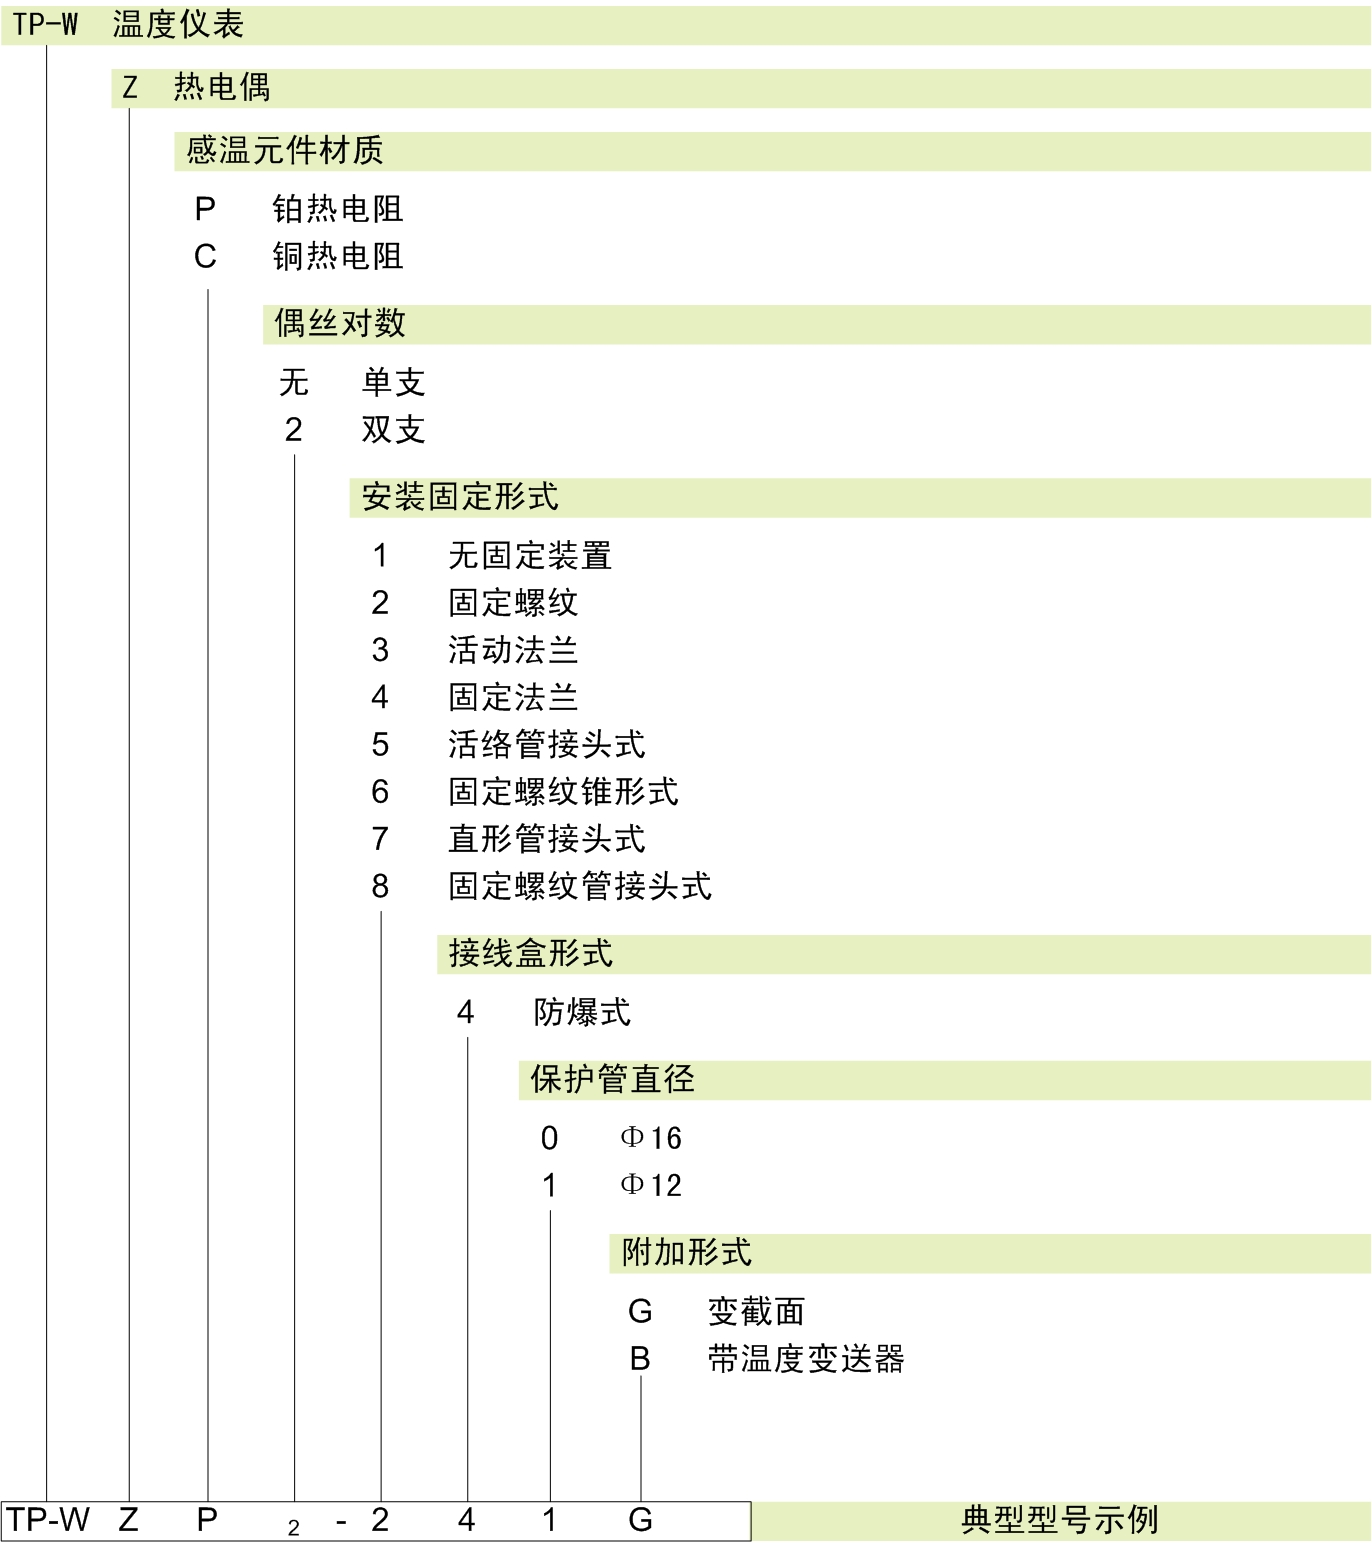 TP-W 温度仪表
Z 热电偶
感温元件材质
P 铂热电阻
C 铜热电阻
偶丝对数
无 单支
2 双支
安装固定形式
1 无固定装置
2 固定螺纹
3 活动法兰
4 固定法兰
5 活络管接头式
6 固定螺纹锥形式
7 直形管接头式
8 固定螺纹管接头式
接线盒形式
4 防爆式
保护管直径
0 Φ16
1 Φ12
附加形式
G 变截面
B 带温度变送器
TP-W Z P 2 - 2 4 1 G 典型型号示例